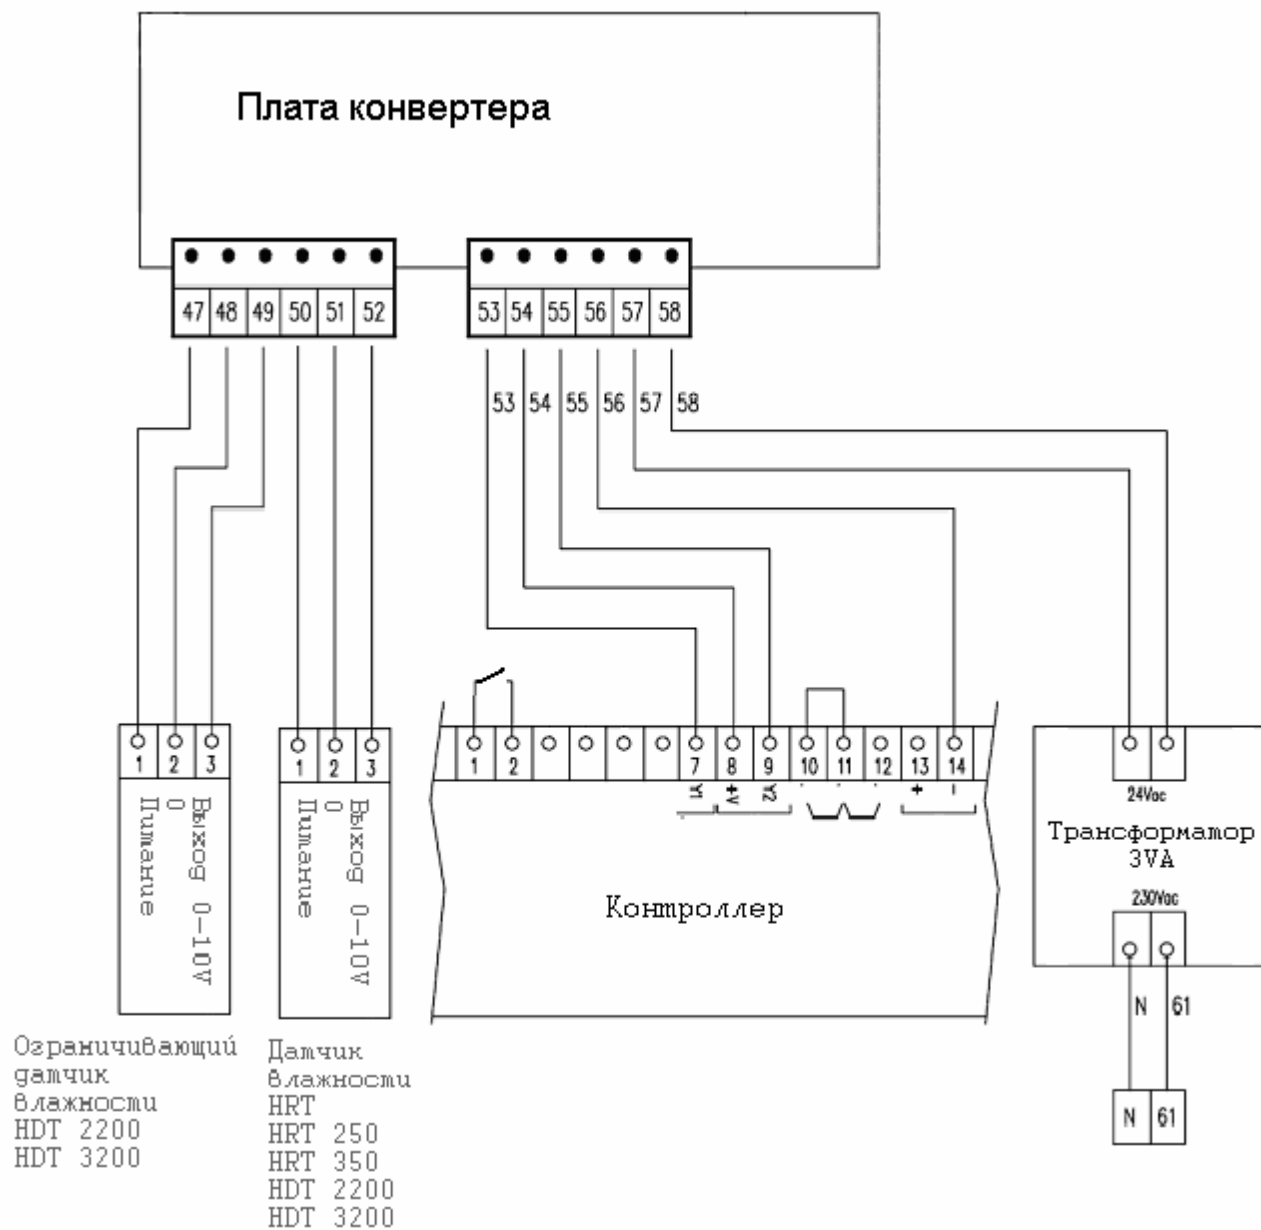 Плата конвертера
47 48 49 50 51 52
53 54 55 56 57 58
53 54 55 56 57 58
1 2 3
Питание
0
Выход 0-10V
1 2 3
Питание
0
Выход 0-10V
1 2 7 8 9 10 11 12 13 14
Y1 +V Y2 + -
Контроллер
24Vac
Трансформатор
3VA
230Vac
N 61
N 61
Ограничивающий
датчик
влажности
HDT 2200
HDT 3200
Датчик
влажности
HRT
HRT 250
HRT 350
HDT 2200
HDT 3200